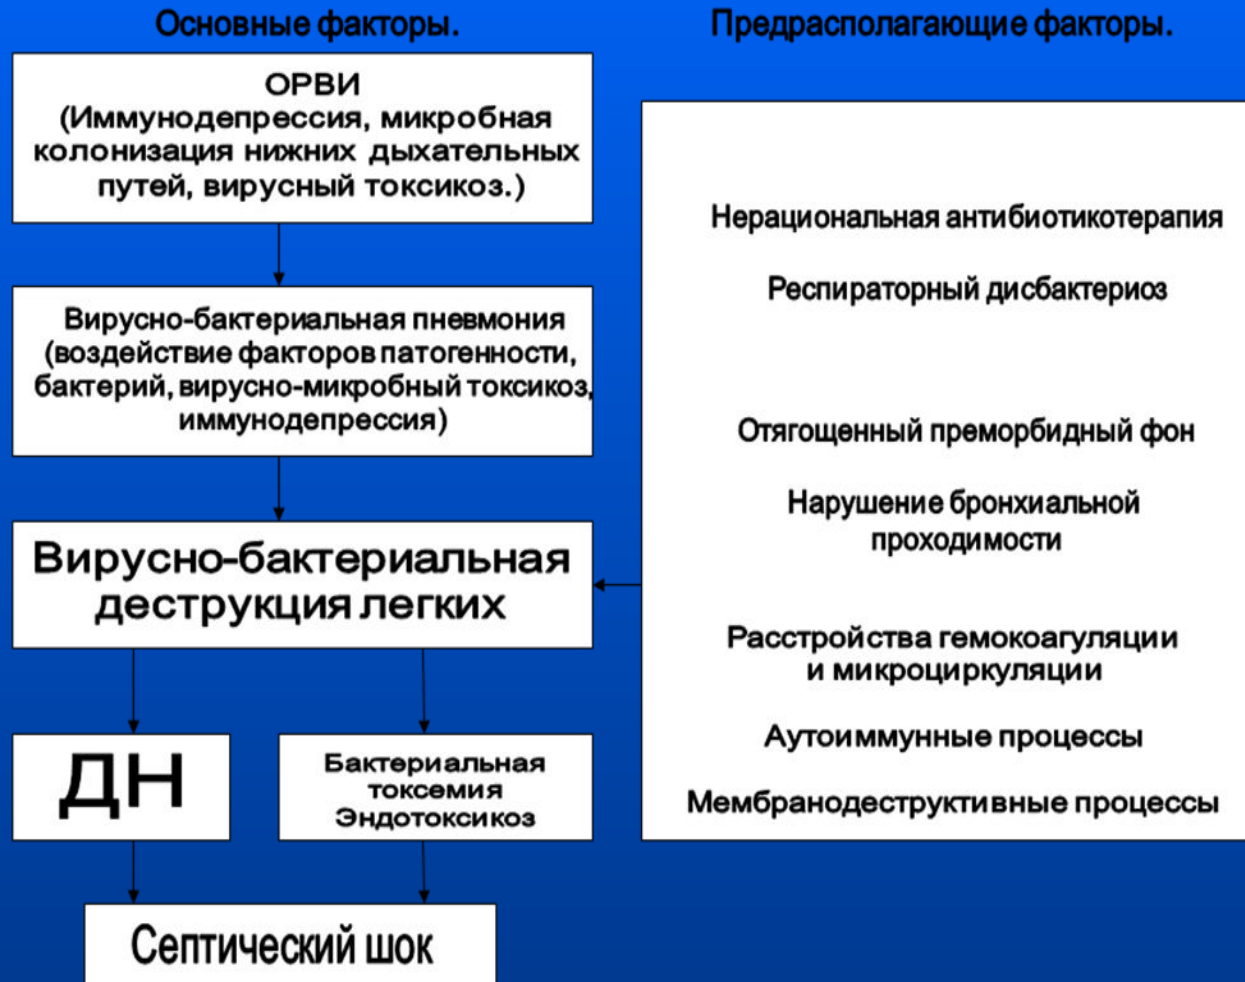 Основные факторы.
ОРВИ
(Иммунодепрессия, микробная
колонизация нижних дыхательных
путей, вирусный токсикоз.)
Вирусно-бактериальная пневмония
(воздействие факторов патогенности,
бактерий, вирусно-микробный токсикоз,
иммунодепрессия)
Вирусно-бактериальная
деструкция легких
ДН
Бактериальная
токсемия
Эндотоксикоз
Септический шок
Предрасполагающие факторы.
Нерациональная антибиотикотерапия
Респираторный дисбактериоз
Отягощенный преморбидный фон
Нарушение бронхиальной
проходимости
Расстройства гемокоагуляции
и микроциркуляции
Аутоиммунные процессы
Мембранодеструктивные процессы